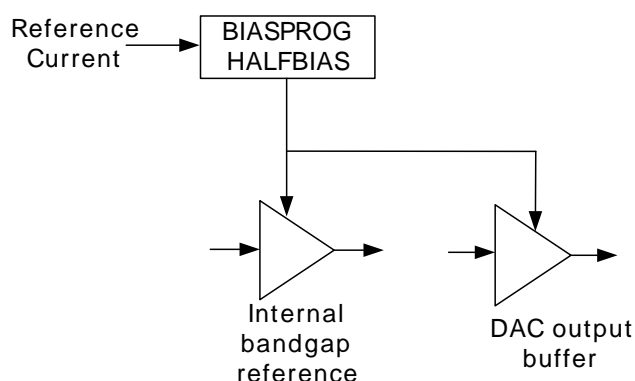 Reference
Current
BIASPROG
HALFBIAS
Internal
bandgap
reference
DAC output
buffer